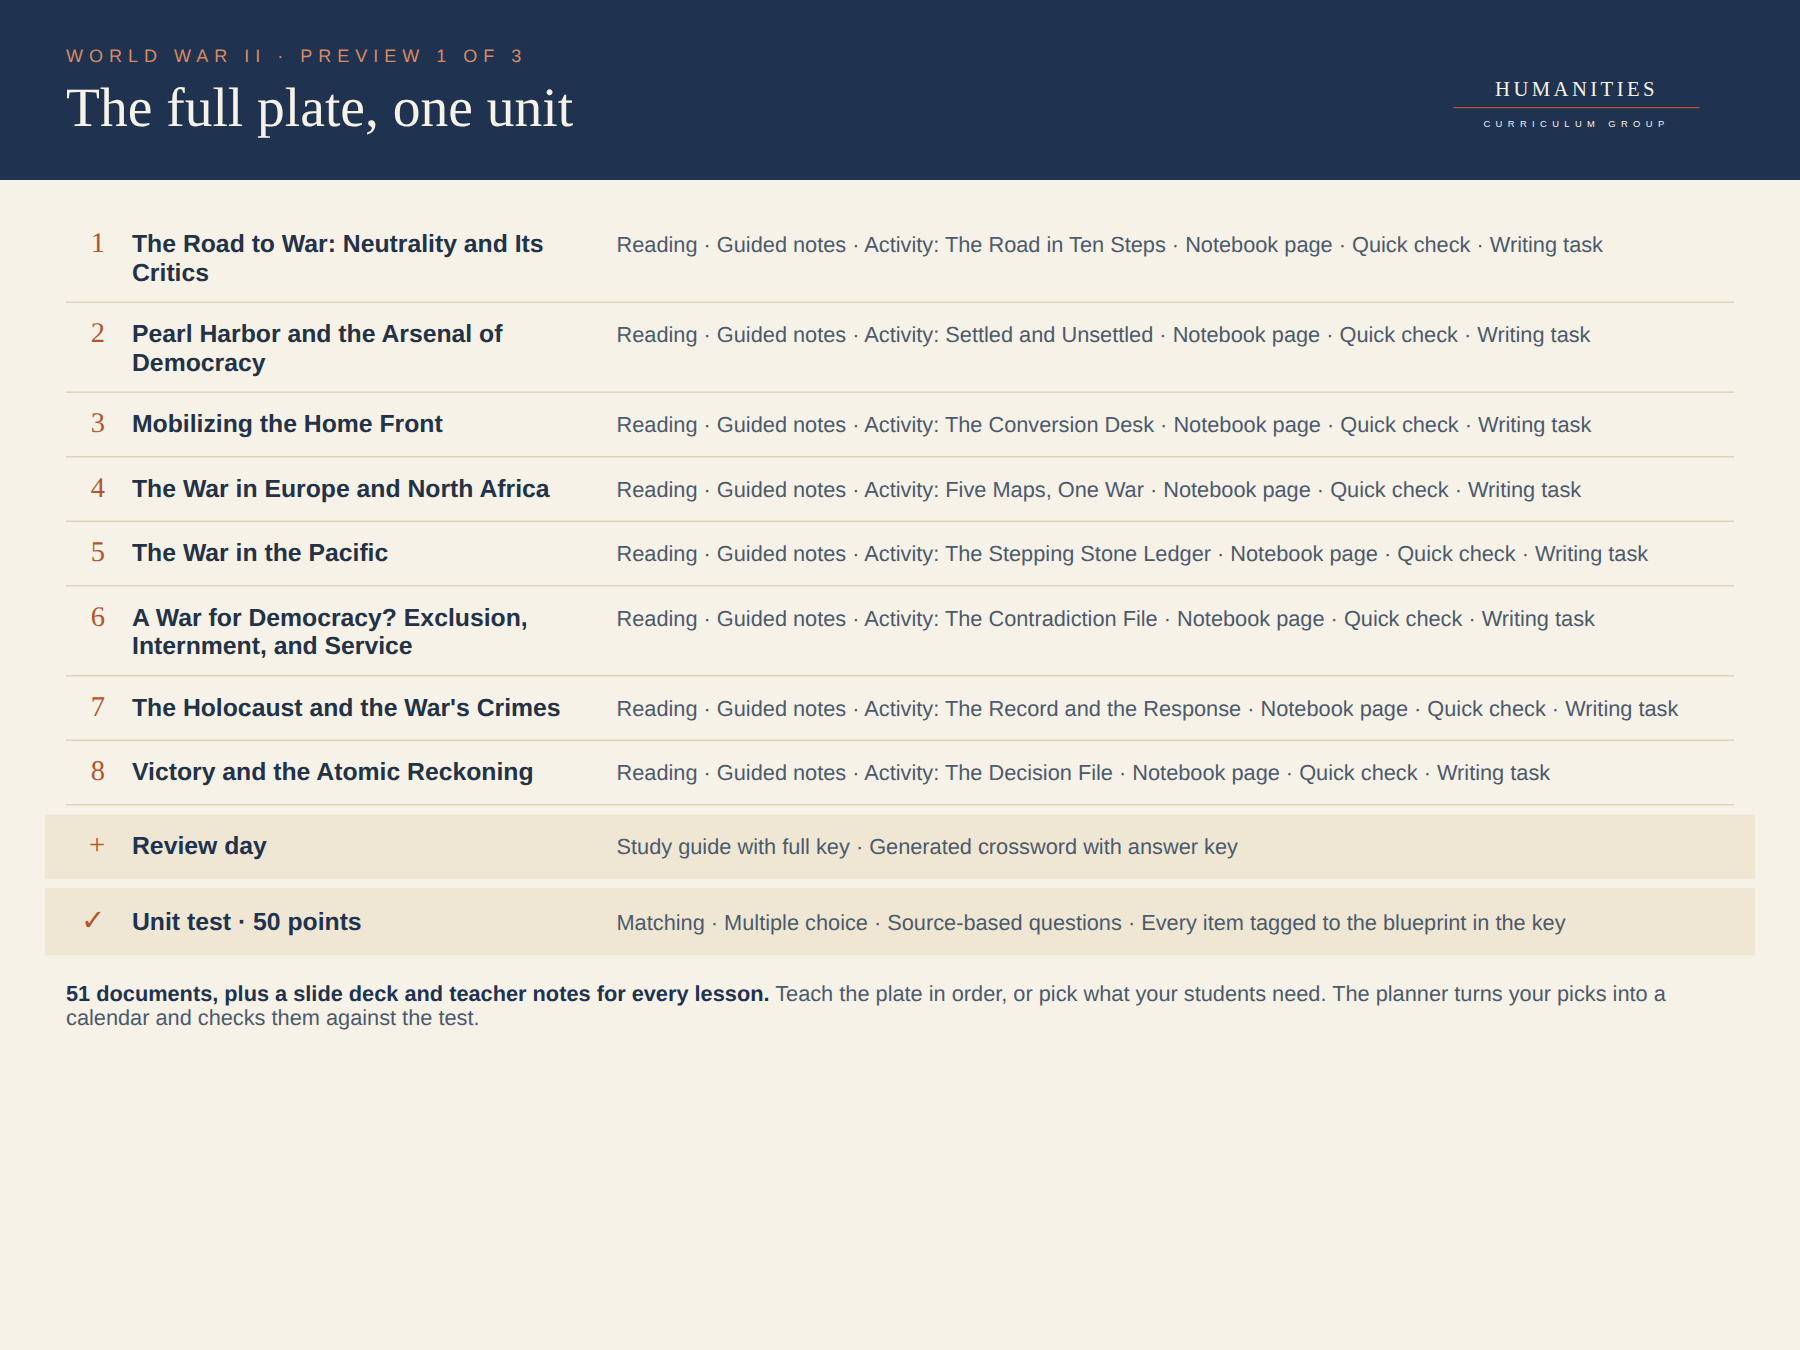 WORLD WAR II · PREVIEW 1 OF 3
The full plate, one unit
HUMANITIES
CURRICULUM GROUP
1 The Road to War: Neutrality and Its Critics Reading · Guided notes · Activity: The Road in Ten Steps · Notebook page · Quick check · Writing task
2 Pearl Harbor and the Arsenal of Democracy Reading · Guided notes · Activity: Settled and Unsettled · Notebook page · Quick check · Writing task
3 Mobilizing the Home Front Reading · Guided notes · Activity: The Conversion Desk · Notebook page · Quick check · Writing task
4 The War in Europe and North Africa Reading · Guided notes · Activity: Five Maps, One War · Notebook page · Quick check · Writing task
5 The War in the Pacific Reading · Guided notes · Activity: The Stepping Stone Ledger · Notebook page · Quick check · Writing task
6 A War for Democracy? Exclusion, Internment, and Service Reading · Guided notes · Activity: The Contradiction File · Notebook page · Quick check · Writing task
7 The Holocaust and the War's Crimes Reading · Guided notes · Activity: The Record and the Response · Notebook page · Quick check · Writing task
8 Victory and the Atomic Reckoning Reading · Guided notes · Activity: The Decision File · Notebook page · Quick check · Writing task
+ Review day Study guide with full key · Generated crossword with answer key
✓ Unit test · 50 points Matching · Multiple choice · Source-based questions · Every item tagged to the blueprint in the key
51 documents, plus a slide deck and teacher notes for every lesson. Teach the plate in order, or pick what your students need. The planner turns your picks into a
calendar and checks them against the test.